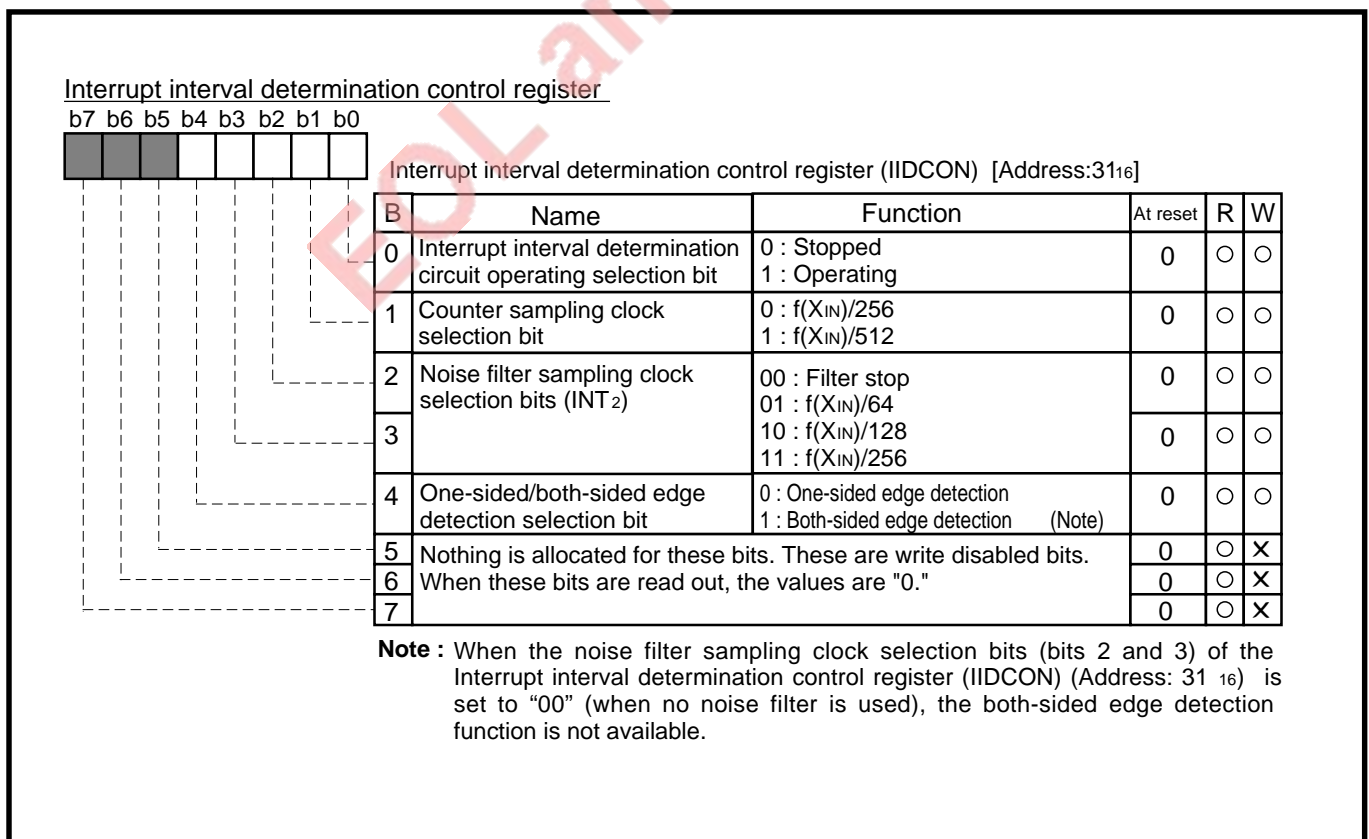 EOL an
Interrupt interval determination control register
b7 b6 b5 b4 b3 b2 b1 b0
Interrupt interval determination control register (IIDCON) [Address:3116]
B Name Function At reset R W
0 Interrupt interval determination 0 : Stopped 0 ○ ○
circuit operating selection bit 1 : Operating
1 Counter sampling clock 0 : f(XIN)/256 0 ○ ○
selection bit 1 : f(XIN)/512
2 Noise filter sampling clock 00 : Filter stop 0 ○ ○
selection bits (INT2) 01 : f(XIN)/64
3 10 : f(XIN)/128 0 ○ ○
11 : f(XIN)/256
4 One-sided/both-sided edge 0 : One-sided edge detection 0 ○ ○
detection selection bit 1 : Both-sided edge detection (Note)
5 Nothing is allocated for these bits. These are write disabled bits. 0 ○ ×
6 When these bits are read out, the values are "0." 0 ○ ×
7 0 ○ ×
Note : When the noise filter sampling clock selection bits (bits 2 and 3) of the
Interrupt interval determination control register (IIDCON) (Address: 31 16) is
set to “00” (when no noise filter is used), the both-sided edge detection
function is not available.